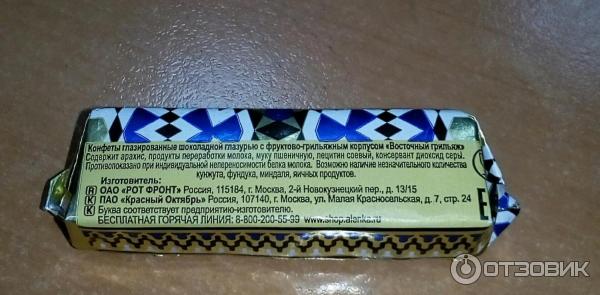 Конфеты глазированные шоколадной глазурью с фруктово-грильяжным корпусом «Восточный грильяж»
Содержит арахис, продукты переработки молока, муку пшеничную, лецитин соевый, консервант диоксид серы.
Противопоказано при индивидуальной непереносимости белка молока. Возможно наличие незначительного количества
кунжута, фундука, миндаля, яичных продуктов.
Изготовитель:
R ОАО «РОТ ФРОНТ» Россия, 115184, г. Москва, 2-й Новокузнецкий пер., д. 13/15
К ПАО «Красный Октябрь» Россия, 107140, г. Москва, ул. Малая Красносельская, д. 7, стр. 24
Буква соответствует предприятию-изготовителю.
БЕСПЛАТНАЯ ГОРЯЧАЯ ЛИНИЯ: 8-800-200-55-99 www.shop.alenka.ru
ОТЗОВИК